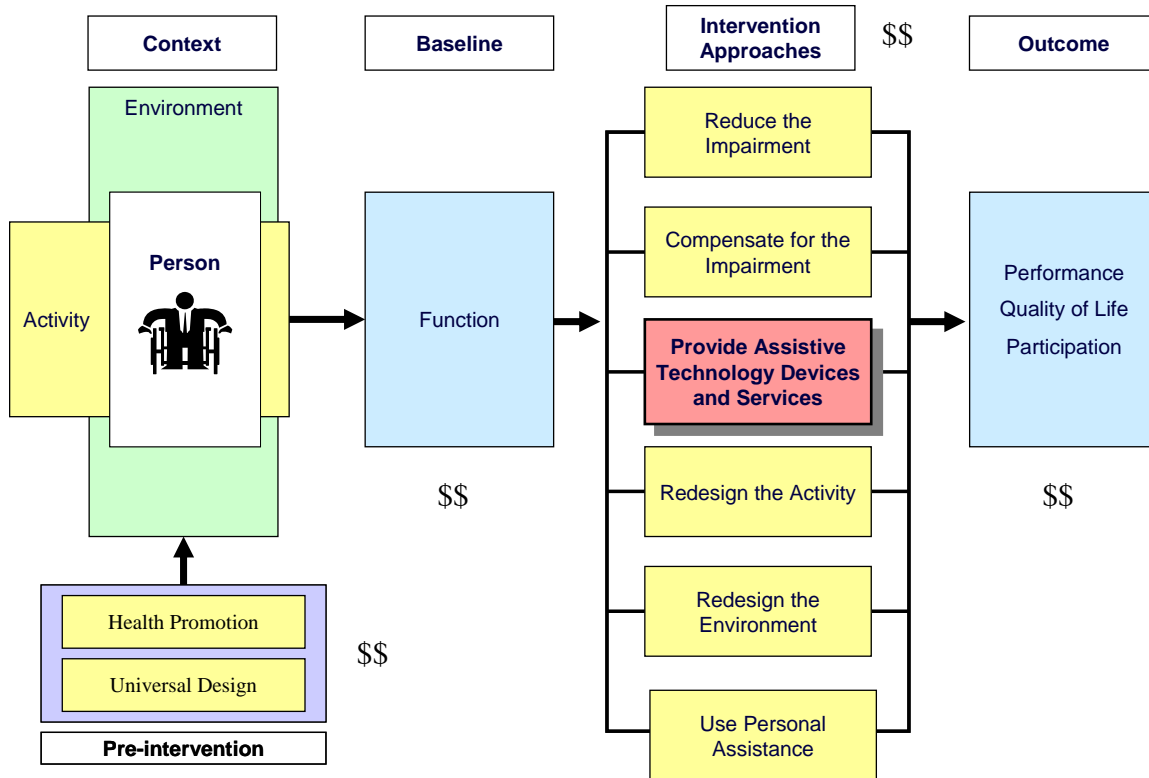 Context
Baseline
Intervention
Approaches
$$
Outcome
Environment
Person
Activity
Function
Reduce the
Impairment
Compensate for the
Impairment
Provide Assistive
Technology Devices
and Services
Redesign the Activity
Redesign the
Environment
Use Personal
Assistance
Performance
Quality of Life
Participation
$$
$$
Health Promotion
Universal Design
$$
Pre-intervention